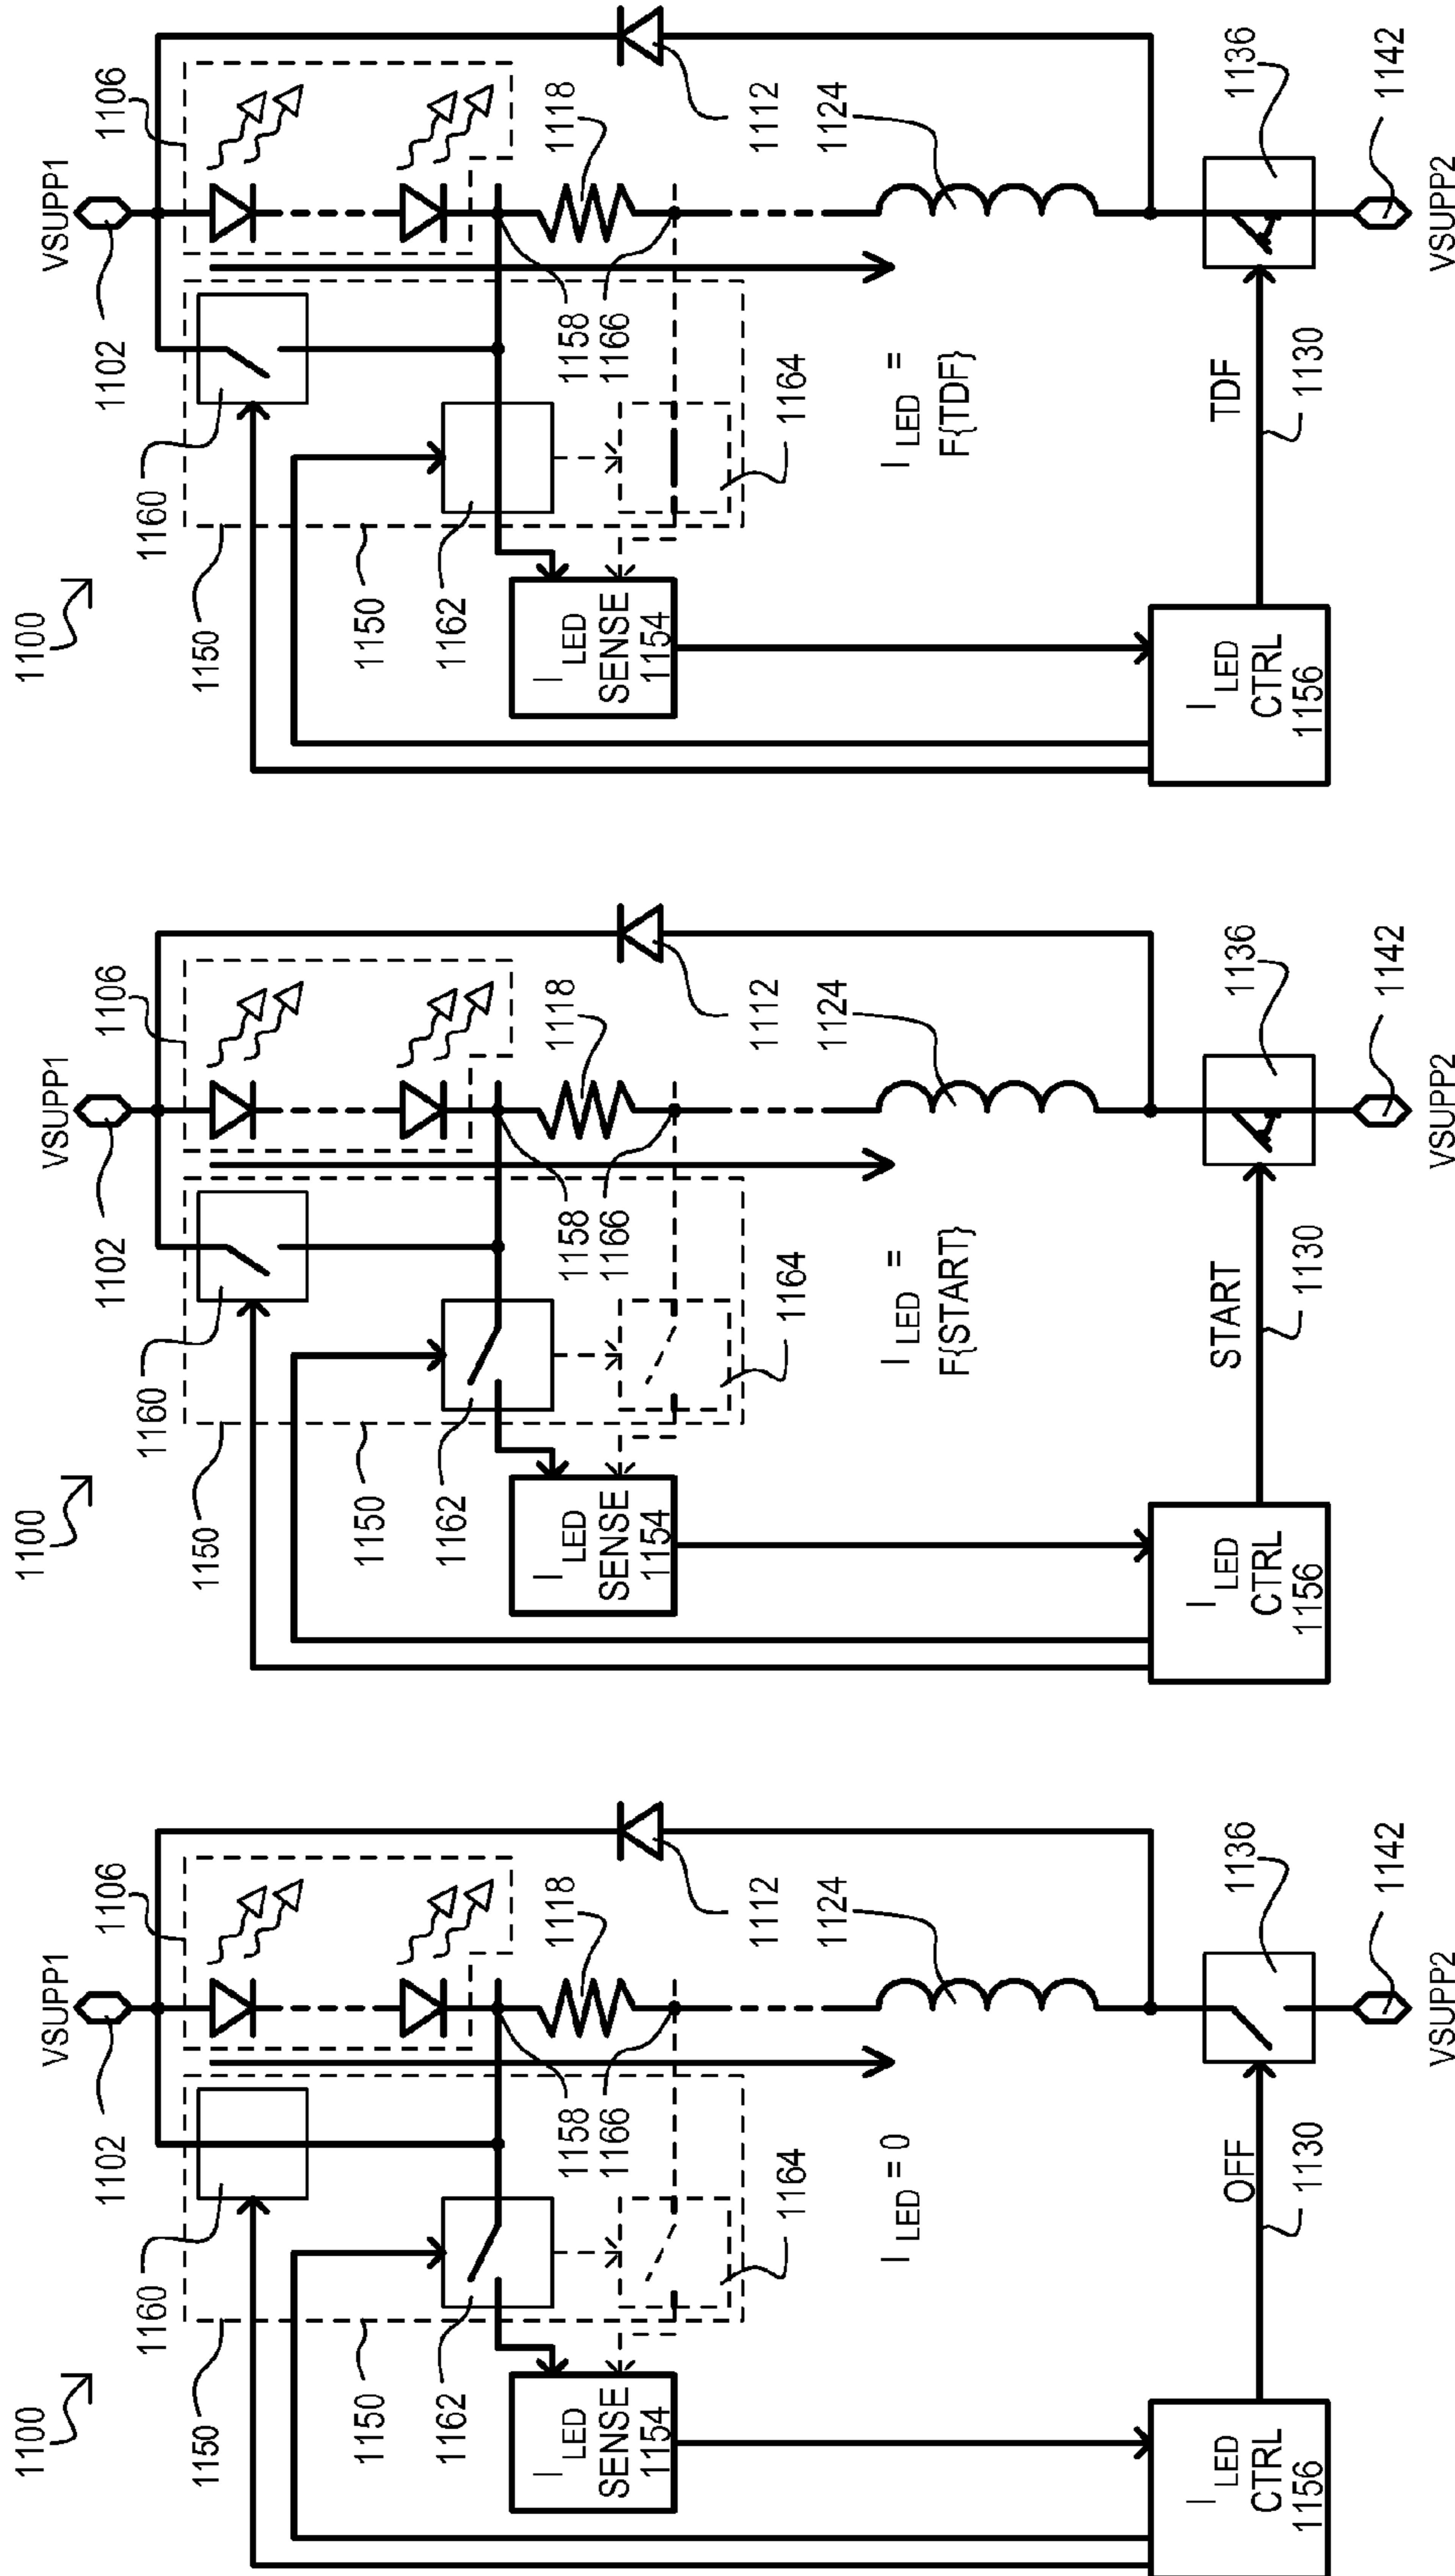 1100
VSUPP1
1102
1106
1150
1160
1150
1162
1118
1158
1166
1164
1112
1124
I LED
SENSE
1154
I LED =
F{TDF}
TDF
1130
1136
I LED
CTRL
1156
1142
VSUPP2
1100
VSUPP1
1102
1106
1150
1160
1150
1162
1118
1158
1166
1164
1112
1124
I LED
SENSE
1154
I LED =
F{START}
START
1130
1136
I LED
CTRL
1156
1142
VSUPP2
1100
VSUPP1
1102
1106
1150
1160
1150
1162
1118
1158
1166
1164
1112
1124
I LED
SENSE
1154
I LED = 0
OFF
1130
1136
I LED
CTRL
1156
1142
VSUPP2